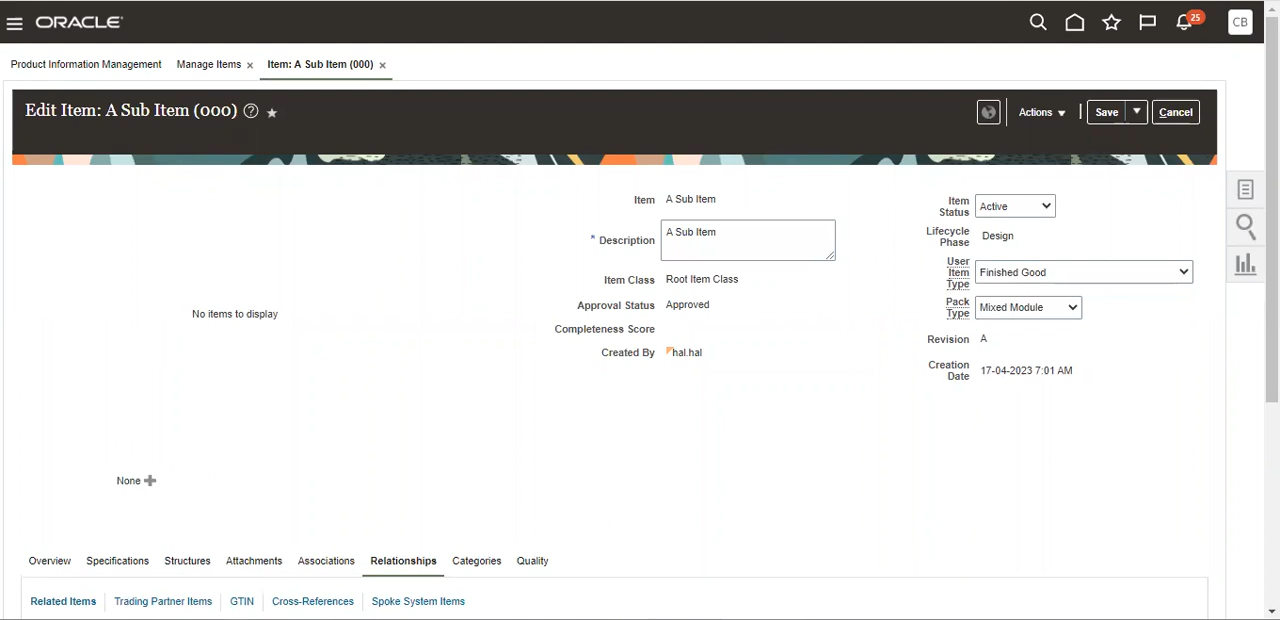 ORACLE
25
CB
Product Information Management Manage Items × Item: A Sub Item (000) ×
Edit Item: A Sub Item (000) ? Actions Save Cancel
Item A Sub Item
* Description A Sub Item
Item Class Root Item Class
Approval Status Approved
Completeness Score
Created By hal.hal
Item Status Active
Lifecycle Phase Design
User Item Type Finished Good
Pack Type Mixed Module
Revision A
Creation Date 17-04-2023 7:01 AM
No items to display
None
Overview Specifications Structures Attachments Associations Relationships Categories Quality
Related Items Trading Partner Items GTIN Cross-References Spoke System Items